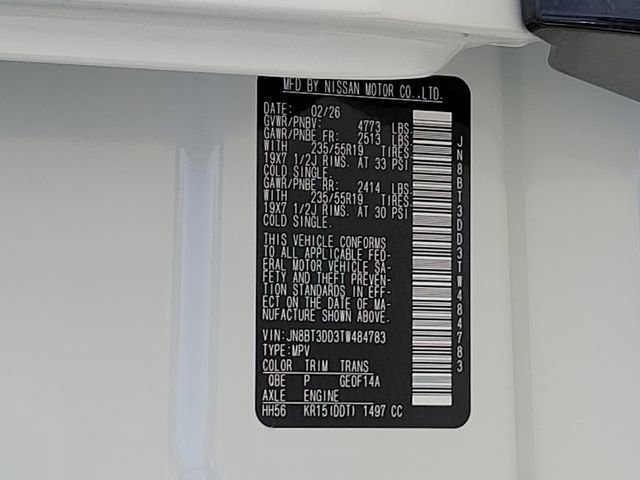 MFD BY NISSAN MOTOR CO.,LTD.
DATE: 02/26
GVWR/PNBV: 4773 LBS
GAWR/PNBE FR: 2513 LBS
WITH 235/55R19 TIRES.
19X7 1/2J RIMS. AT 33 PSI
COLD SINGLE.
GAWR/PNBE RR: 2414 LBS
WITH 235/55R19 TIRES.
19X7 1/2J RIMS. AT 30 PSI
COLD SINGLE.
THIS VEHICLE CONFORMS
TO ALL APPLICABLE FED-
ERAL MOTOR VEHICLE SA-
FETY AND THEFT PREVEN-
TION STANDARDS IN EFF-
ECT ON THE DATE OF MA-
NUFACTURE SHOWN ABOVE.
VIN: JN8BT3DD3TW484783
TYPE: MPV
COLOR TRIM TRANS
QBE P GE0F14A
AXLE ENGINE
HH56 KR15(DDT) 1497 CC
JN8BT3DD3TW484783